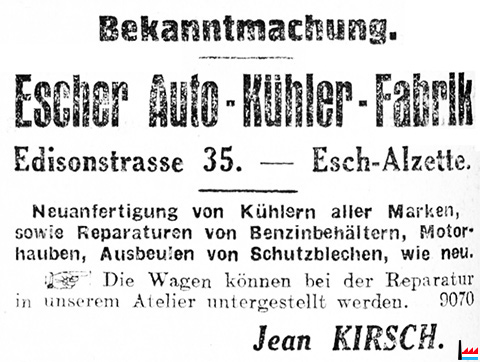 Bekanntmachung.
Escher Auto-Kühler-Fabrik
Edisonstrasse 35. — Esch-Alzette.
Neuanfertigung von Kühlern aller Marken,
sowie Reparaturen von Benzinbehältern, Motor-
hauben, Ausbeulen von Schutzblechen, wie neu.
☞ Die Wagen können bei der Reparatur
in unserem Atelier untergestellt werden. 9070
Jean KIRSCH.